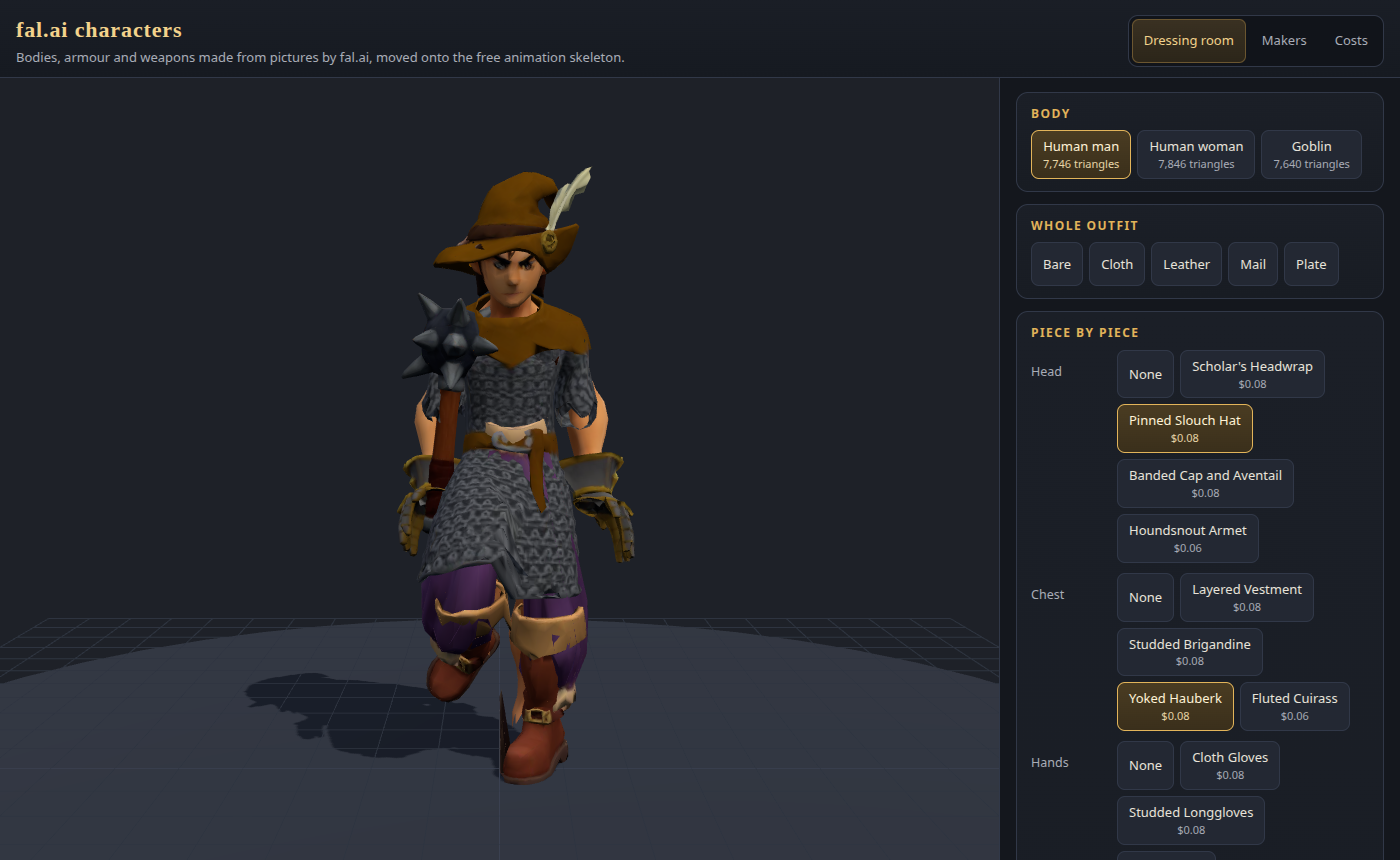 fal.ai characters
Bodies, armour and weapons made from pictures by fal.ai, moved onto the free animation skeleton.
Dressing room Makers Costs
BODY
Human man Human woman Goblin
7,746 triangles 7,846 triangles 7,640 triangles
WHOLE OUTFIT
Bare Cloth Leather Mail Plate
PIECE BY PIECE
Head None Scholar's Headwrap
$0.08
Pinned Slouch Hat
$0.08
Banded Cap and Aventail
$0.08
Houndsnout Armet
$0.06
Chest None Layered Vestment
$0.08
Studded Brigandine
$0.08
Yoked Hauberk Fluted Cuirass
$0.08 $0.06
Hands None Cloth Gloves
$0.08
Studded Longgloves
$0.08